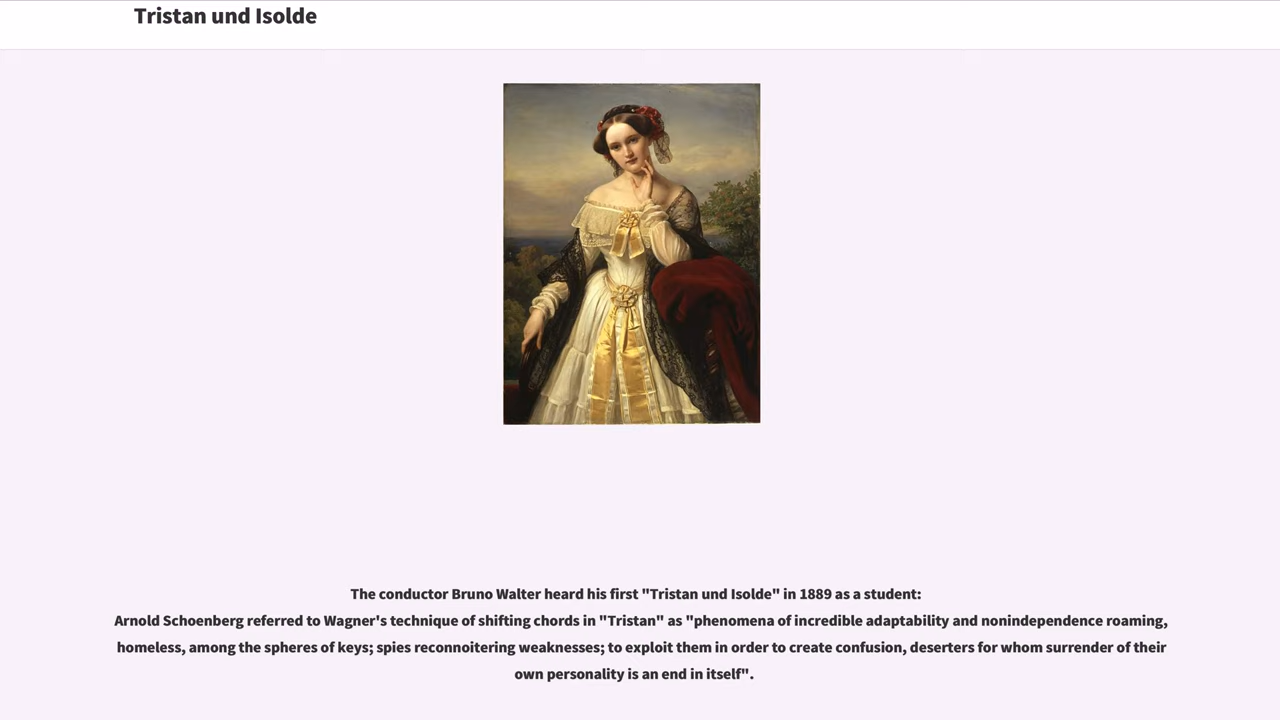 Tristan und Isolde
The conductor Bruno Walter heard his first "Tristan und Isolde" in 1889 as a student:
Arnold Schoenberg referred to Wagner's technique of shifting chords in "Tristan" as "phenomena of incredible adaptability and nonindependence roaming,
homeless, among the spheres of keys; spies reconnoitering weaknesses; to exploit them in order to create confusion, deserters for whom surrender of their
own personality is an end in itself".